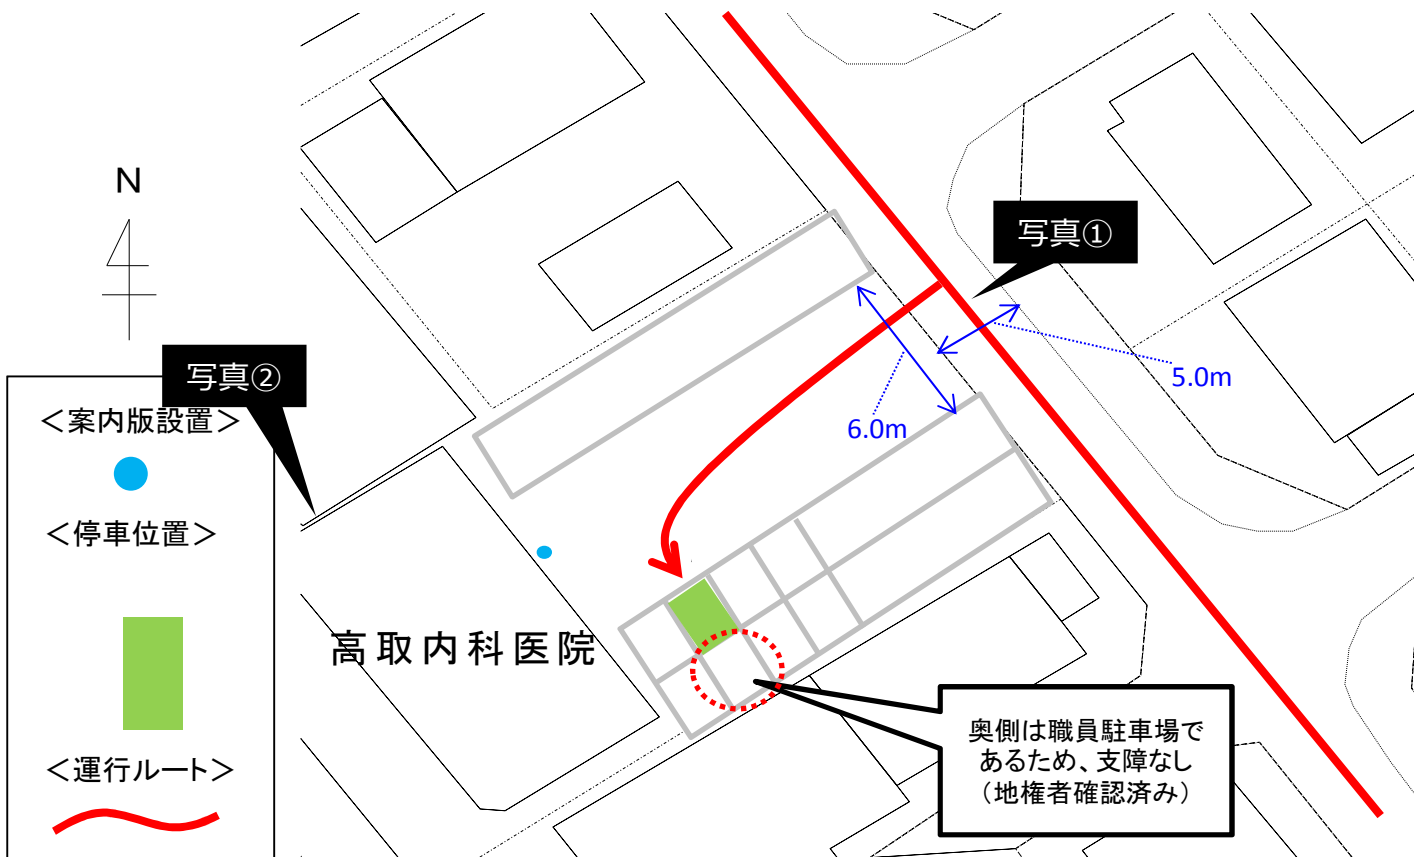 N
写真①
写真②
5.0m
6.0m
＜案内版設置＞
＜停車位置＞
＜運行ルート＞
高取内科医院
奥側は職員駐車場で
あるため、支障なし
（地権者確認済み）